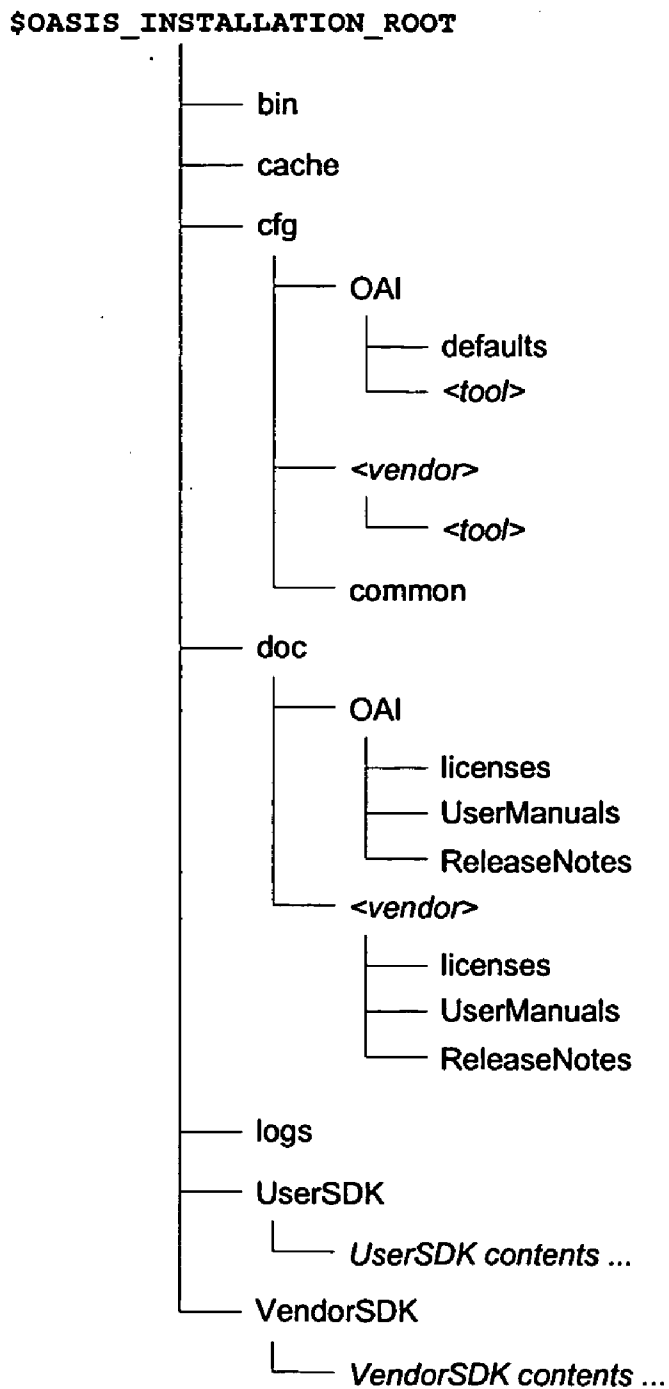 $OASIS_INSTALLATION_ROOT
bin
cache
cfg
OAI
defaults
<tool>
<vendor>
<tool>
common
doc
OAI
licenses
UserManuals
ReleaseNotes
<vendor>
licenses
UserManuals
ReleaseNotes
logs
UserSDK
UserSDK contents ...
VendorSDK
VendorSDK contents ...